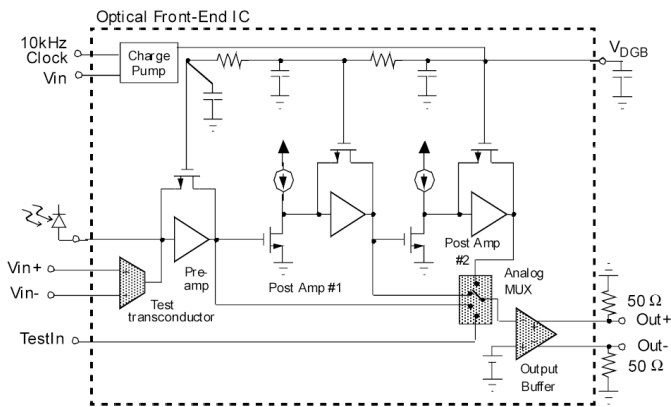 Optical Front-End IC
10kHz
Clock
Vin
Charge
Pump
VDGB
Vin+
Vin-
Test
transconductor
Pre-
amp
Post Amp #1
Post Amp
#2
Analog
MUX
TestIn
Output
Buffer
50 Ω
Out+
Out-
50 Ω